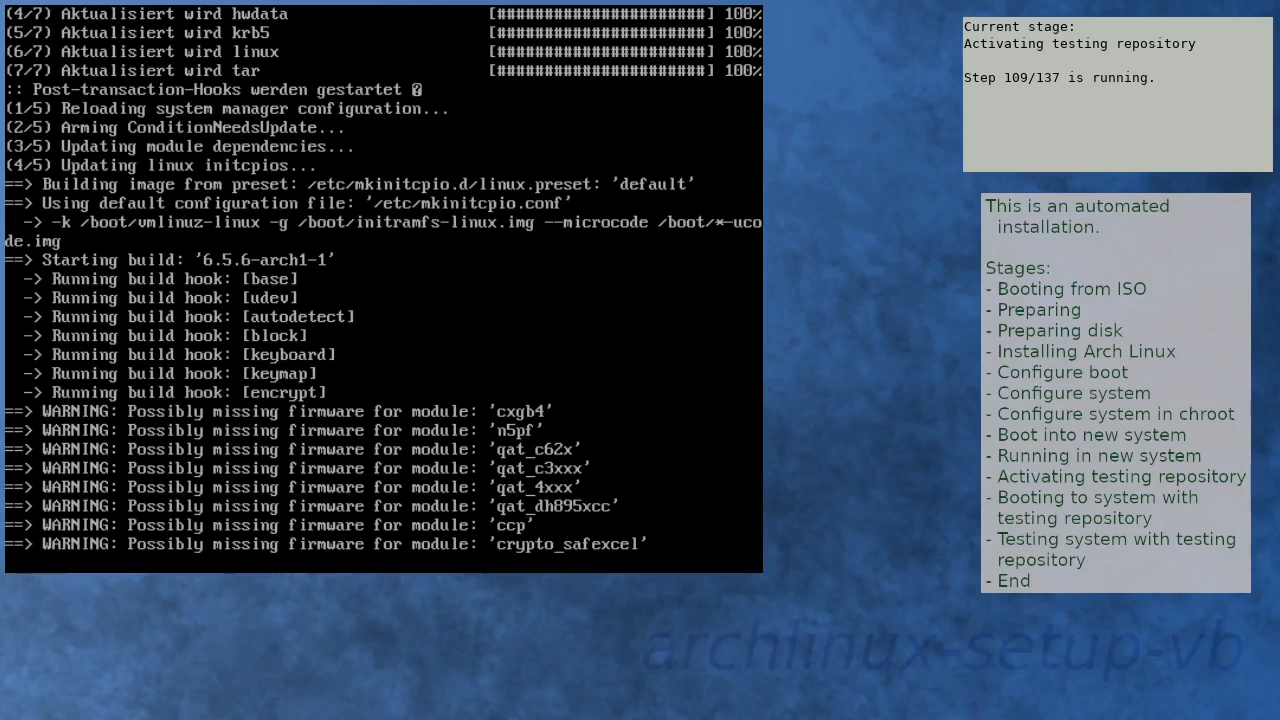 (4/7) Aktualisiert wird hwdata [######################] 100%
(5/7) Aktualisiert wird krb5 [######################] 100%
(6/7) Aktualisiert wird linux [######################] 100%
(7/7) Aktualisiert wird tar [######################] 100%
:: Post-transaction-Hooks werden gestartet �
(1/5) Reloading system manager configuration...
(2/5) Arming ConditionNeedsUpdate...
(3/5) Updating module dependencies...
(4/5) Updating linux initcpios...
==> Building image from preset: /etc/mkinitcpio.d/linux.preset: 'default'
==> Using default configuration file: '/etc/mkinitcpio.conf'
-> -k /boot/vmlinuz-linux -g /boot/initramfs-linux.img --microcode /boot/*-uco
de.img
==> Starting build: '6.5.6-arch1-1'
-> Running build hook: [base]
-> Running build hook: [udev]
-> Running build hook: [autodetect]
-> Running build hook: [block]
-> Running build hook: [keyboard]
-> Running build hook: [keymap]
-> Running build hook: [encrypt]
==> WARNING: Possibly missing firmware for module: 'cxgb4'
==> WARNING: Possibly missing firmware for module: 'n5pf'
==> WARNING: Possibly missing firmware for module: 'qat_c62x'
==> WARNING: Possibly missing firmware for module: 'qat_c3xxx'
==> WARNING: Possibly missing firmware for module: 'qat_4xxx'
==> WARNING: Possibly missing firmware for module: 'qat_dh895xcc'
==> WARNING: Possibly missing firmware for module: 'ccp'
==> WARNING: Possibly missing firmware for module: 'crypto_safexcel'
Current stage:
Activating testing repository
Step 109/137 is running.
This is an automated
installation.
Stages:
- Booting from ISO
- Preparing
- Preparing disk
- Installing Arch Linux
- Configure boot
- Configure system
- Configure system in chroot
- Boot into new system
- Running in new system
- Activating testing repository
- Booting to system with
testing repository
- Testing system with testing
repository
- End
archlinux-setup-vb